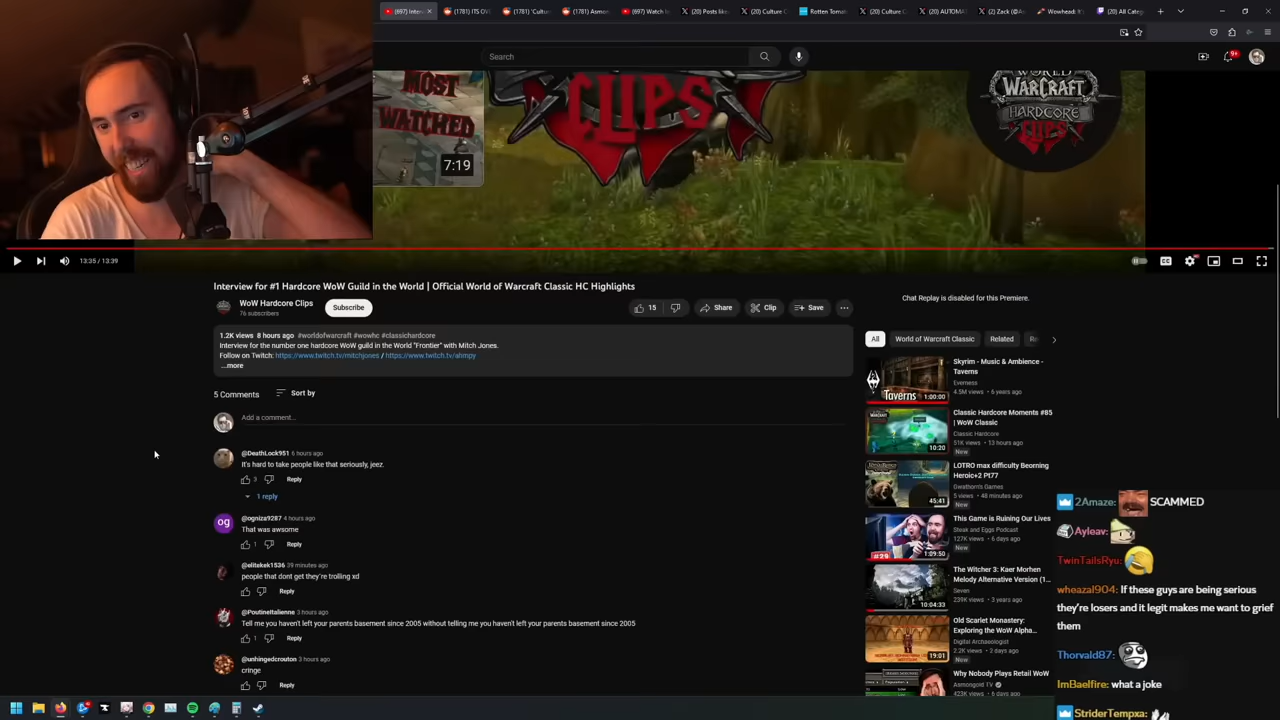 (697) Interv
(1781) ITS OV
(1781) 'Cultur
(1781) Asmon
(697) Watch
(20) Posts like
(20) Culture C
Rotten Tomat
(20) Culture C
(20) AUTOMA
(2) Zack (@A
Wowhead: It's
(20) All Categ
Search
9+
MOST
WATCHED
7:19
CLIPS
WORLD
WARCRAFT
HARDCORE
CLIPS
13:35 / 13:39
Interview for #1 Hardcore WoW Guild in the World | Official World of Warcraft Classic HC Highlights
WoW Hardcore Clips
76 subscribers
Subscribe
15
Share
Clip
Save
1.2K views 8 hours ago #worldofwarcraft #wowhc #classichardcore
Interview for the number one hardcore WoW guild in the World "Frontier" with Mitch Jones.
Follow on Twitch: https://www.twitch.tv/mitchjones / https://www.twitch.tv/ahmpy
...more
5 Comments
Sort by
Add a comment...
@DeathLock951 6 hours ago
It's hard to take people like that seriously, jeez.
3 Reply
1 reply
og
@ogniza9287 4 hours ago
That was awsome
1 Reply
@elitekek1536 39 minutes ago
people that dont get they're trolling xd
Reply
@PoutineItalienne 3 hours ago
Tell me you haven't left your parents basement since 2005 without telling me you haven't left your parents basement since 2005
1 Reply
@unhingedcrouton 3 hours ago
cringe
Reply
Chat Replay is disabled for this Premiere.
All
World of Warcraft Classic
Related
Skyrim - Music & Ambience -
Taverns
Everness
4.5M views • 6 years ago
Taverns
1:00:00
Classic Hardcore Moments #85
| WoW Classic
Classic Hardcore
51K views • 13 hours ago
New
10:20
LOTRO max difficulty Beorning
Heroic+2 Pt77
Gwathorn's Games
5 views • 48 minutes ago
New
45:41
This Game is Ruining Our Lives
Steak and Eggs Podcast
127K views • 6 days ago
New
#29
1:09:50
The Witcher 3: Kaer Morhen
Melody Alternative Version (1...
Seven
239K views • 3 years ago
10:04:33
Old Scarlet Monastery:
Exploring the WoW Alpha...
Digital Archaeologist
2.2K views • 2 days ago
New
19:01
Why Nobody Plays Retail WoW
Asmongold TV
423K views • 6 days ago
2Amaze: SCAMMED
Ayleav:
TwinTailsRyu:
wheazal904: If these guys are being serious
they're losers and it legit makes me want to grief
them
Thorvald87:
ImBaelfire: what a joke
StriderTempxa: